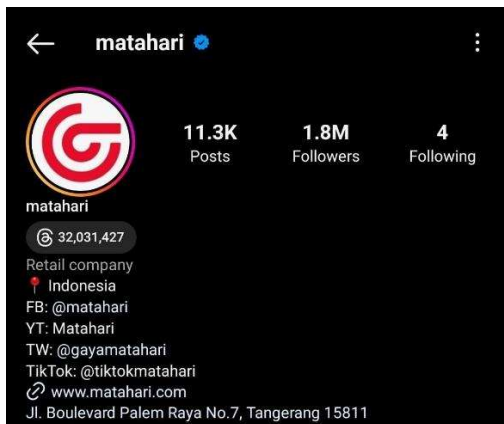 matahari
11.3K 1.8M 4
Posts Followers Following
matahari
32,031,427
Retail company
Indonesia
FB: @matahari
YT: Matahari
TW: @gayamatahari
TikTok: @tiktokmatahari
www.matahari.com
Jl. Boulevard Palem Raya No.7, Tangerang 15811